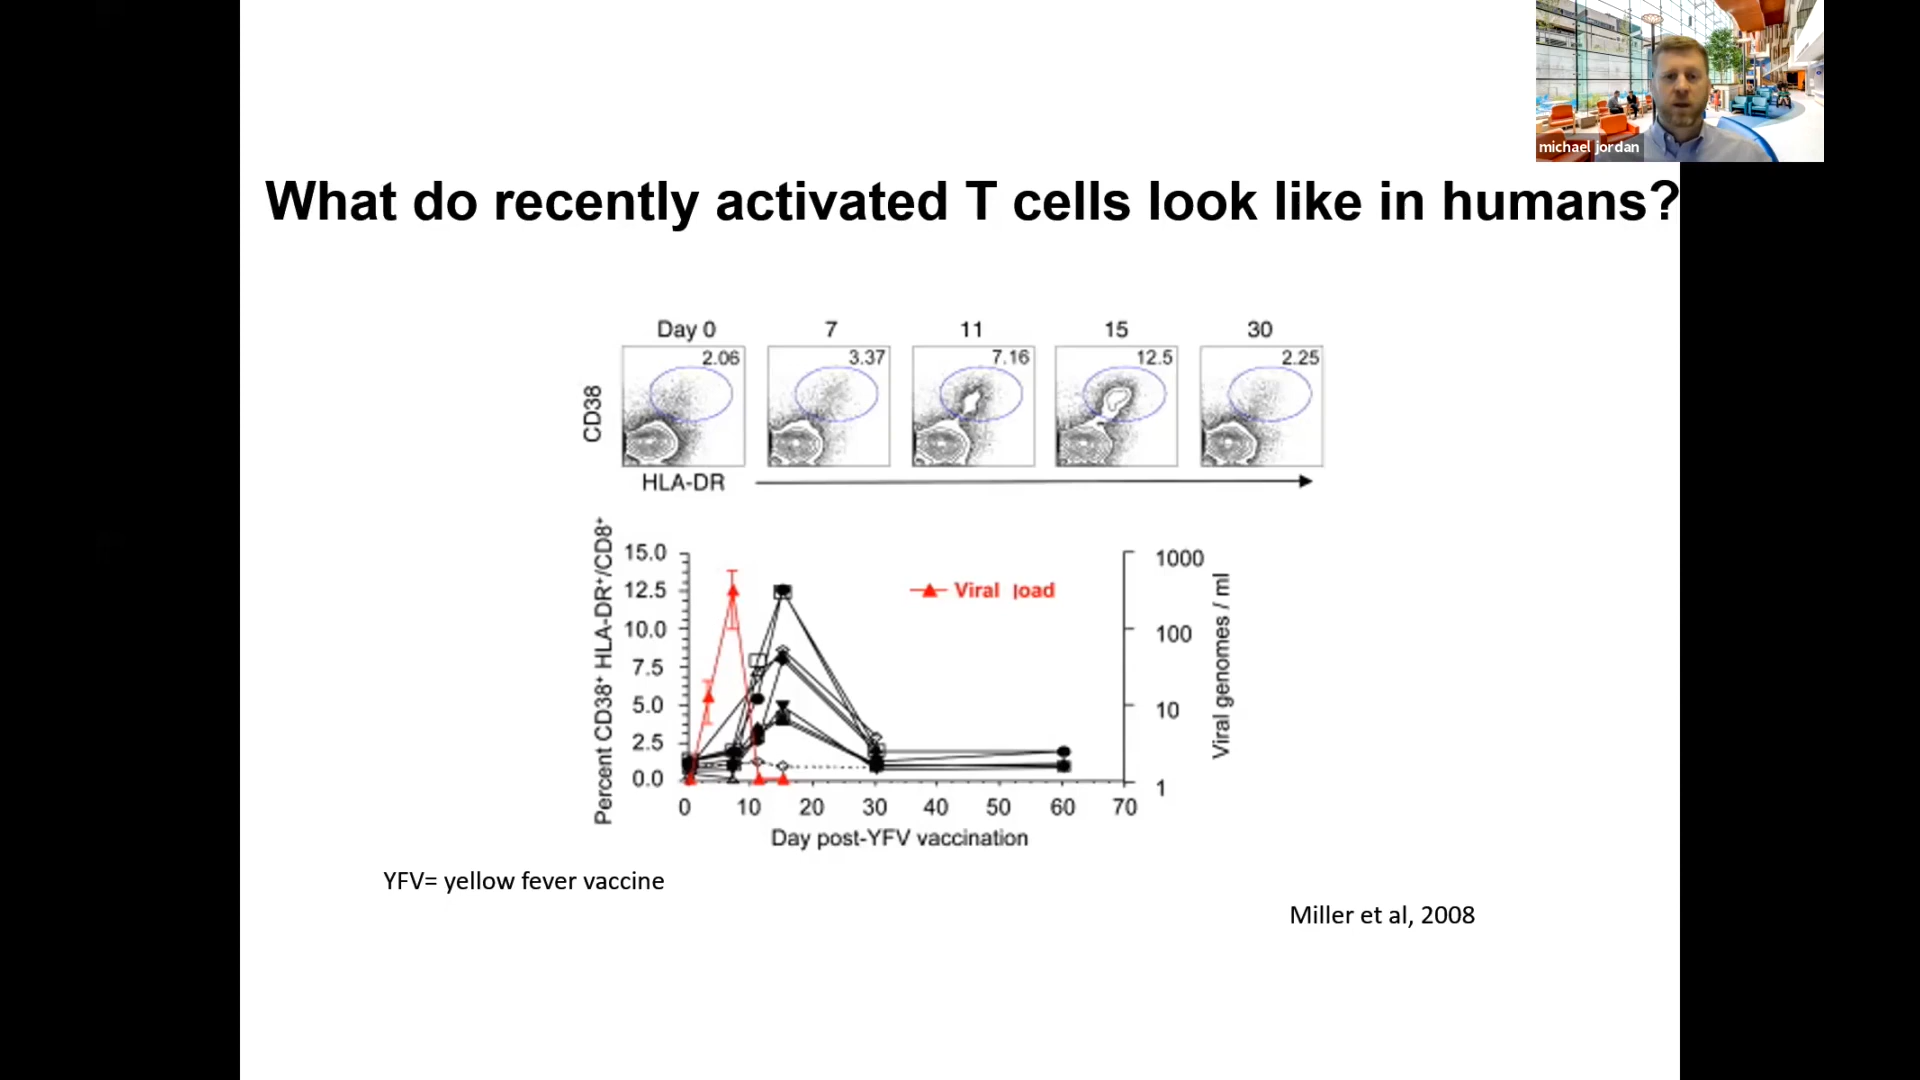 michael jordan
What do recently activated T cells look like in humans?
Day 0 7 11 15 30
2.06 3.37 7.16 12.5 2.25
CD38
HLA-DR
Percent CD38+ HLA-DR+/CD8+
15.0
12.5
10.0
7.5
5.0
2.5
0.0
Viral load
1000
100
10
1
Viral genomes / ml
0 10 20 30 40 50 60 70
Day post-YFV vaccination
YFV= yellow fever vaccine
Miller et al, 2008